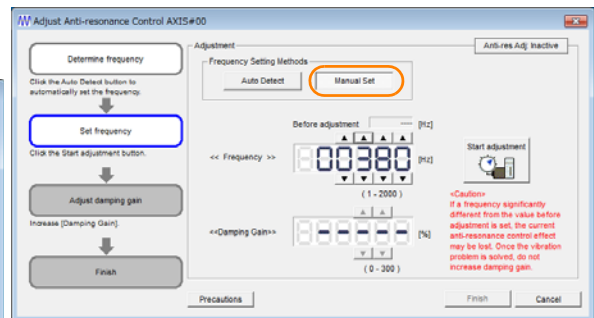 Adjust Anti-resonance Control AXIS#00
Determine frequency
Click the Auto Detect button to
automatically set the frequency.
Set frequency
Click the Start adjustment button.
Adjust damping gain
Increase [Damping Gain].
Finish
Adjustment
Anti-res Adj: Inactive
Frequency Setting Methods
Auto Detect
Manual Set
Before adjustment --- [Hz]
<< Frequency >> 00380 [Hz]
(1 - 2000)
<<Damping Gain>> ------ [%]
(0 - 300)
Start adjustment
<Caution>
If a frequency significantly
different from the value before
adjustment is set, the current
anti-resonance control effect
may be lost. Once the vibration
problem is solved, do not
increase damping gain.
Precautions
Finish
Cancel